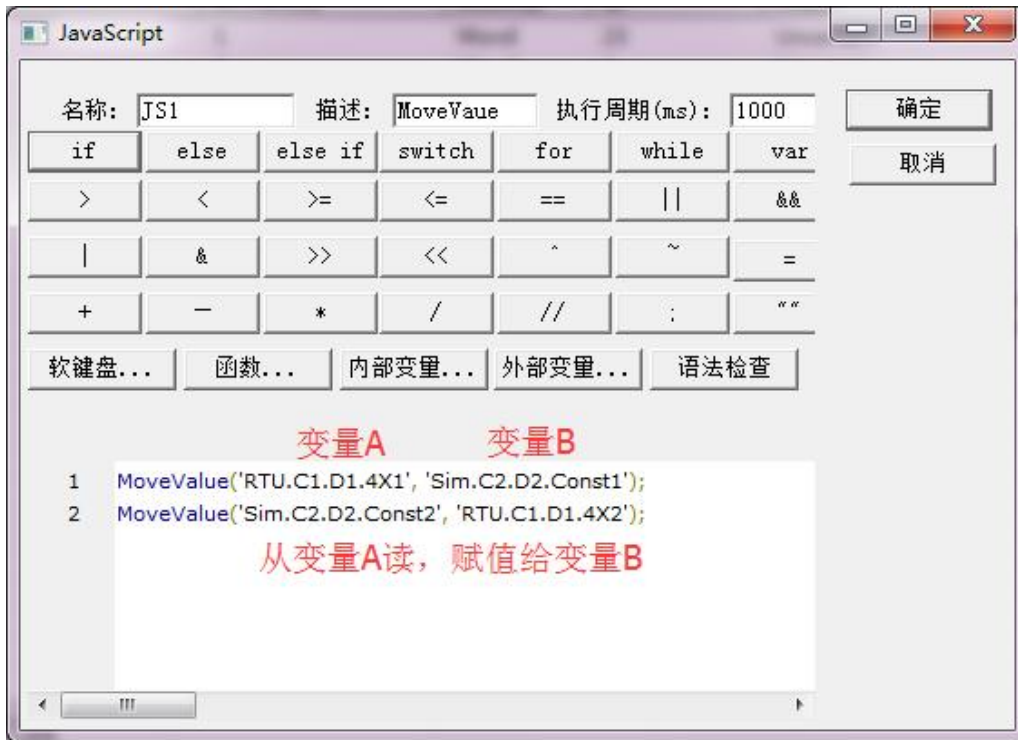 JavaScript
名称: JS1 描述: MoveVaue 执行周期(ms): 1000 确定
if else else if switch for while var 取消
> < >= <= == || &&
| & >> << ^ ~ =
+ — * / // ; ""
软键盘... 函数... 内部变量... 外部变量... 语法检查
变量A 变量B
1 MoveValue('RTU.C1.D1.4X1', 'Sim.C2.D2.Const1');
2 MoveValue('Sim.C2.D2.Const2', 'RTU.C1.D1.4X2');
从变量A读，赋值给变量B